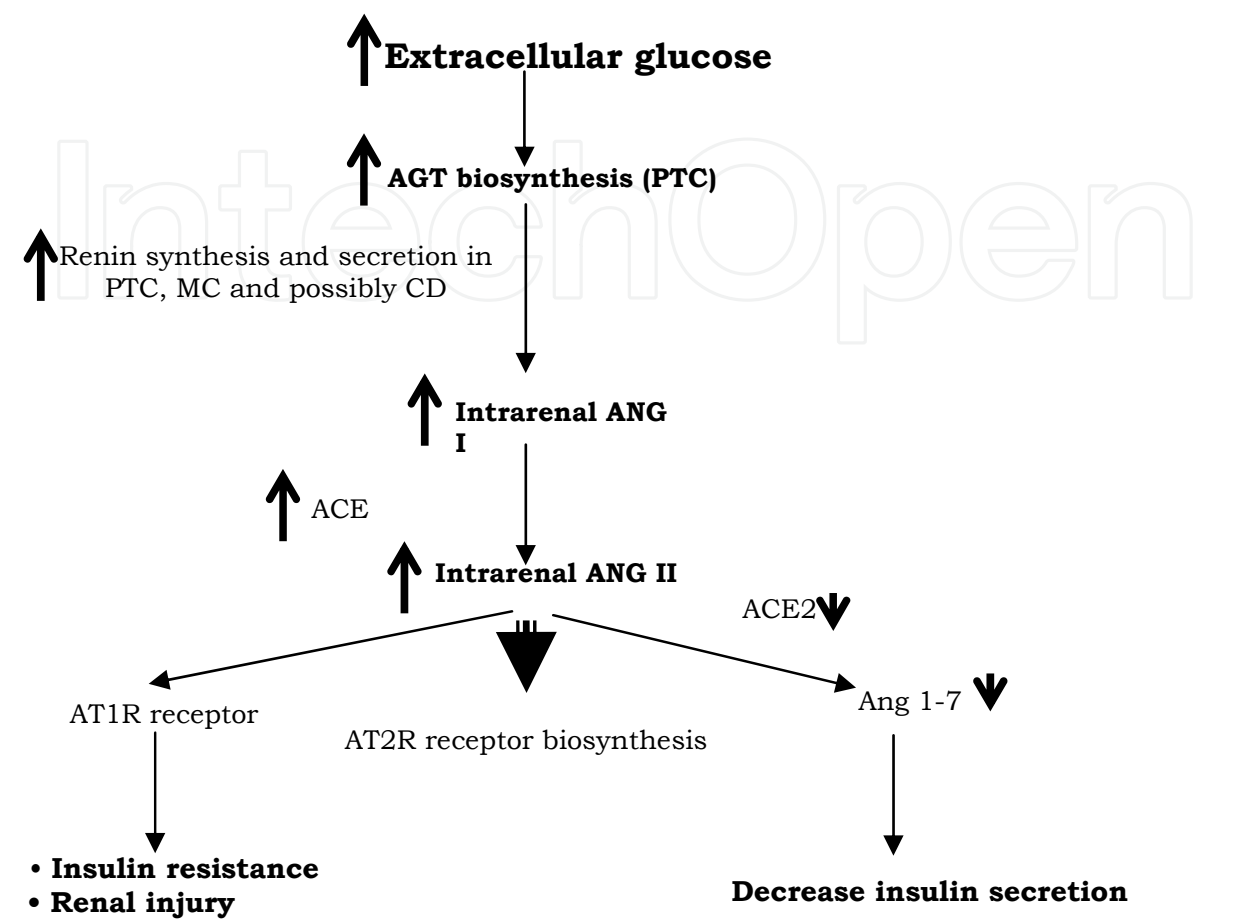 Extracellular glucose
AGT biosynthesis (PTC)
IntechOpen
Renin synthesis and secretion in
PTC, MC and possibly CD
Intrarenal ANG
I
ACE
Intrarenal ANG II
ACE2
Ang 1-7
AT1R receptor
AT2R receptor biosynthesis
• Insulin resistance
• Renal injury
Decrease insulin secretion